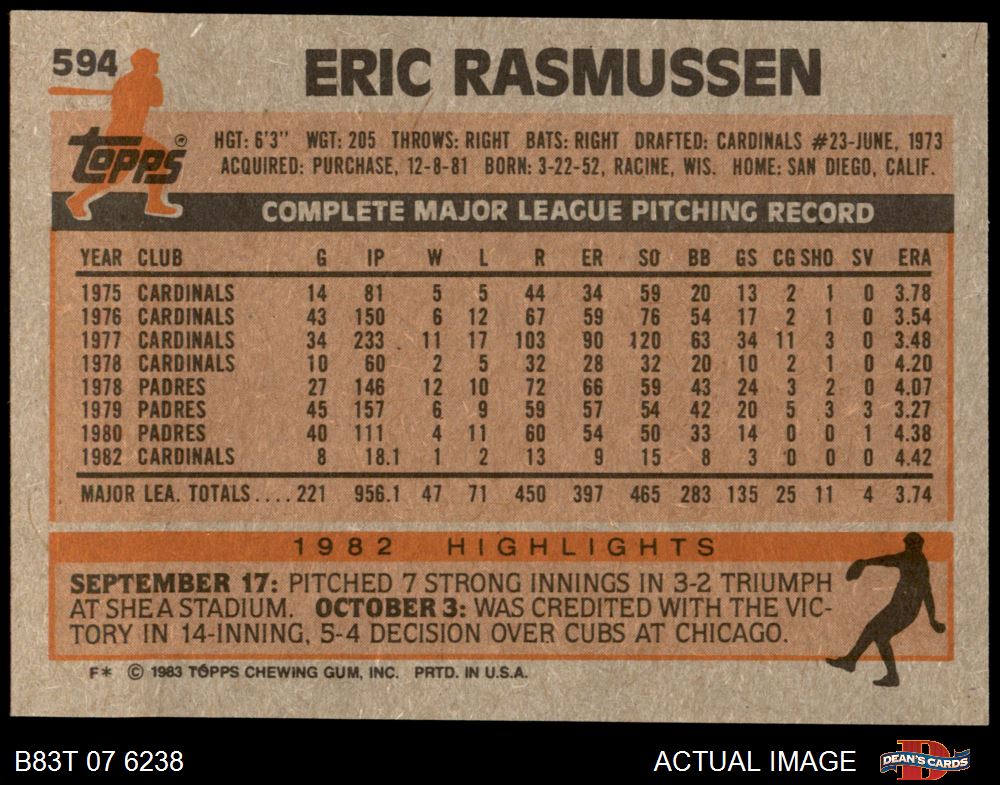 594
ERIC RASMUSSEN
TOPPS®
HGT: 6'3" WGT: 205 THROWS: RIGHT BATS: RIGHT DRAFTED: CARDINALS #23-JUNE, 1973
ACQUIRED: PURCHASE, 12-8-81 BORN: 3-22-52, RACINE, WIS. HOME: SAN DIEGO, CALIF.
COMPLETE MAJOR LEAGUE PITCHING RECORD
YEAR CLUB G IP W L R ER SO BB GS CG SHO SV ERA
1975 CARDINALS 14 81 5 5 44 34 59 20 13 2 1 0 3.78
1976 CARDINALS 43 150 6 12 67 59 76 54 17 2 1 0 3.54
1977 CARDINALS 34 233 11 17 103 90 120 63 34 11 3 0 3.48
1978 CARDINALS 10 60 2 5 32 28 32 20 10 2 1 0 4.20
1978 PADRES 27 146 12 10 72 66 59 43 24 3 2 0 4.07
1979 PADRES 45 157 6 9 59 57 54 42 20 5 3 3 3.27
1980 PADRES 40 111 4 11 60 54 50 33 14 0 0 1 4.38
1982 CARDINALS 8 18.1 1 2 13 9 15 8 3 0 0 0 4.42
MAJOR LEA. TOTALS.... 221 956.1 47 71 450 397 465 283 135 25 11 4 3.74
1982 HIGHLIGHTS
SEPTEMBER 17: PITCHED 7 STRONG INNINGS IN 3-2 TRIUMPH
AT SHEA STADIUM. OCTOBER 3: WAS CREDITED WITH THE VIC-
TORY IN 14-INNING, 5-4 DECISION OVER CUBS AT CHICAGO.
F* © 1983 TOPPS CHEWING GUM, INC. PRTD. IN U.S.A.
B83T 07 6238 ACTUAL IMAGE D DEAN'S CARDS